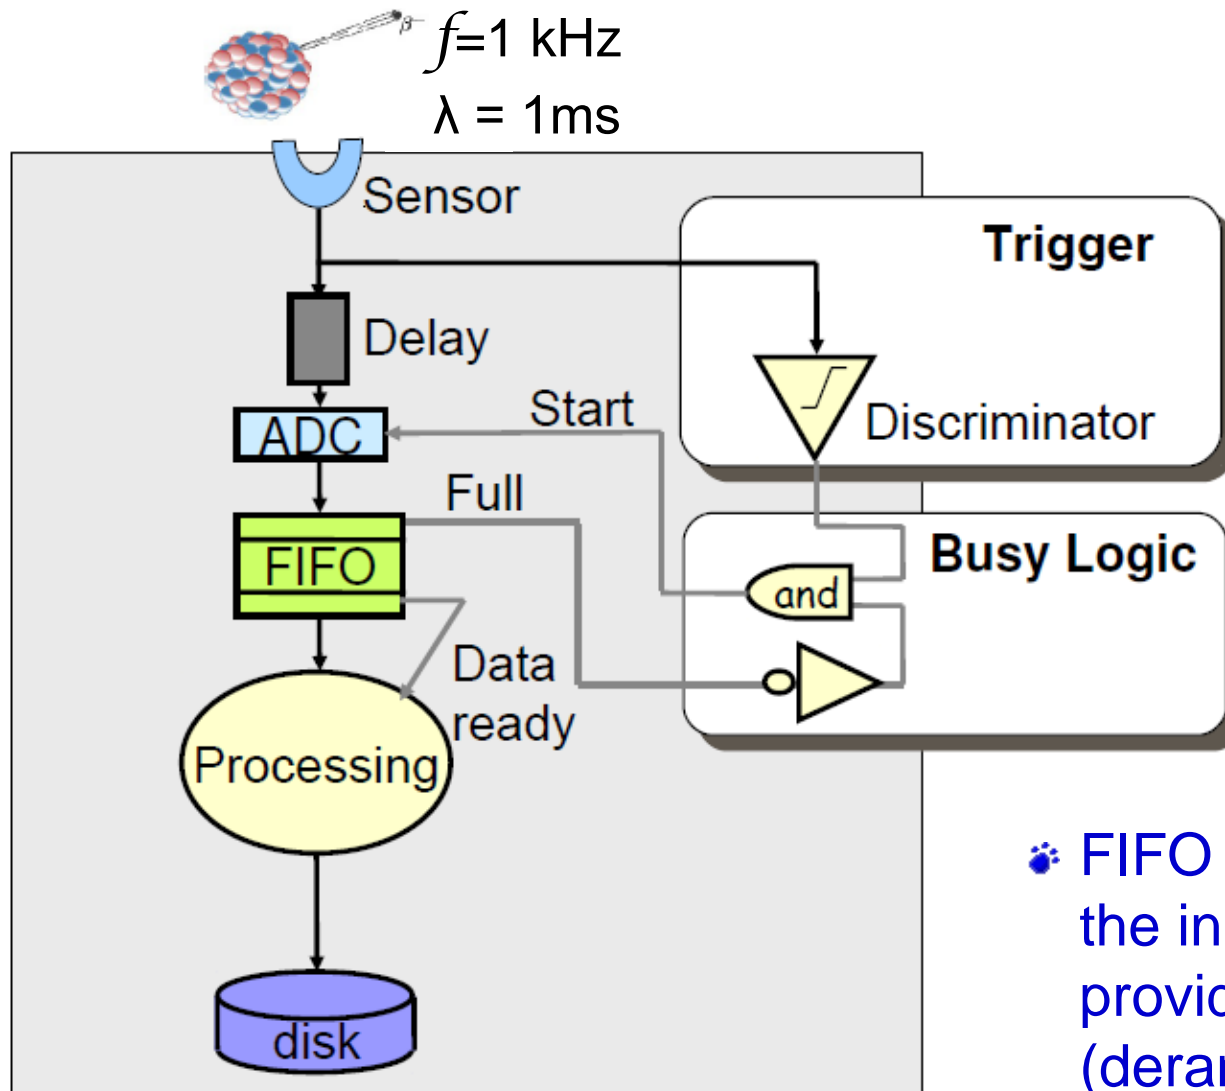 β⁻
f=1 kHz
λ = 1ms
Sensor
Trigger
Delay
Start
Discriminator
ADC
Full
Busy Logic
FIFO
and
Data
ready
Processing
FIFO
the in
(deran
disk